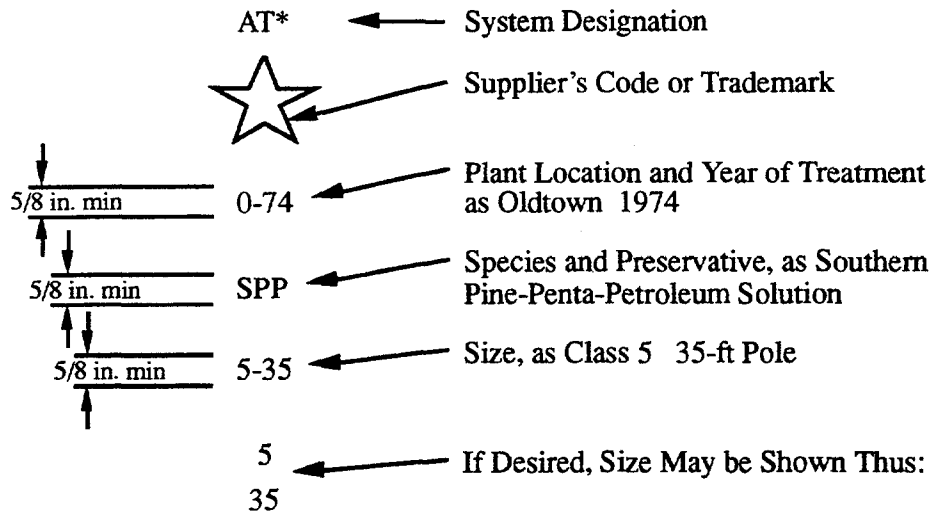 AT* System Designation
Supplier's Code or Trademark
Plant Location and Year of Treatment
5/8 in. min 0-74 as Oldtown 1974
Species and Preservative, as Southern
5/8 in. min SPP Pine-Penta-Petroleum Solution
5/8 in. min 5-35 Size, as Class 5 35-ft Pole
5
If Desired, Size May be Shown Thus:
35